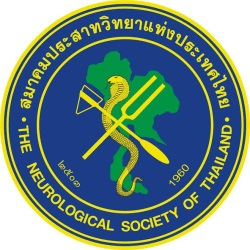 สมาคมประสาทวิทยาแห่งประเทศไทย
๒๕๐๓
1960
• THE NEUROLOGICAL SOCIETY OF THAILAND •